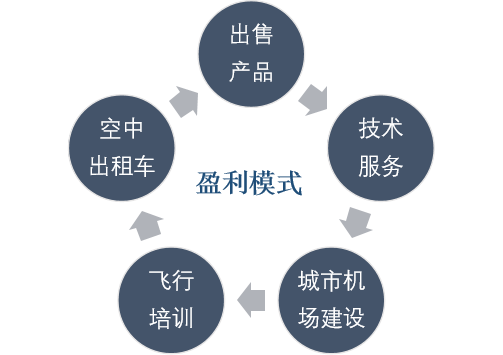 出售
产品
技术
服务
城市机
场建设
飞行
培训
空中
出租车
盈利模式